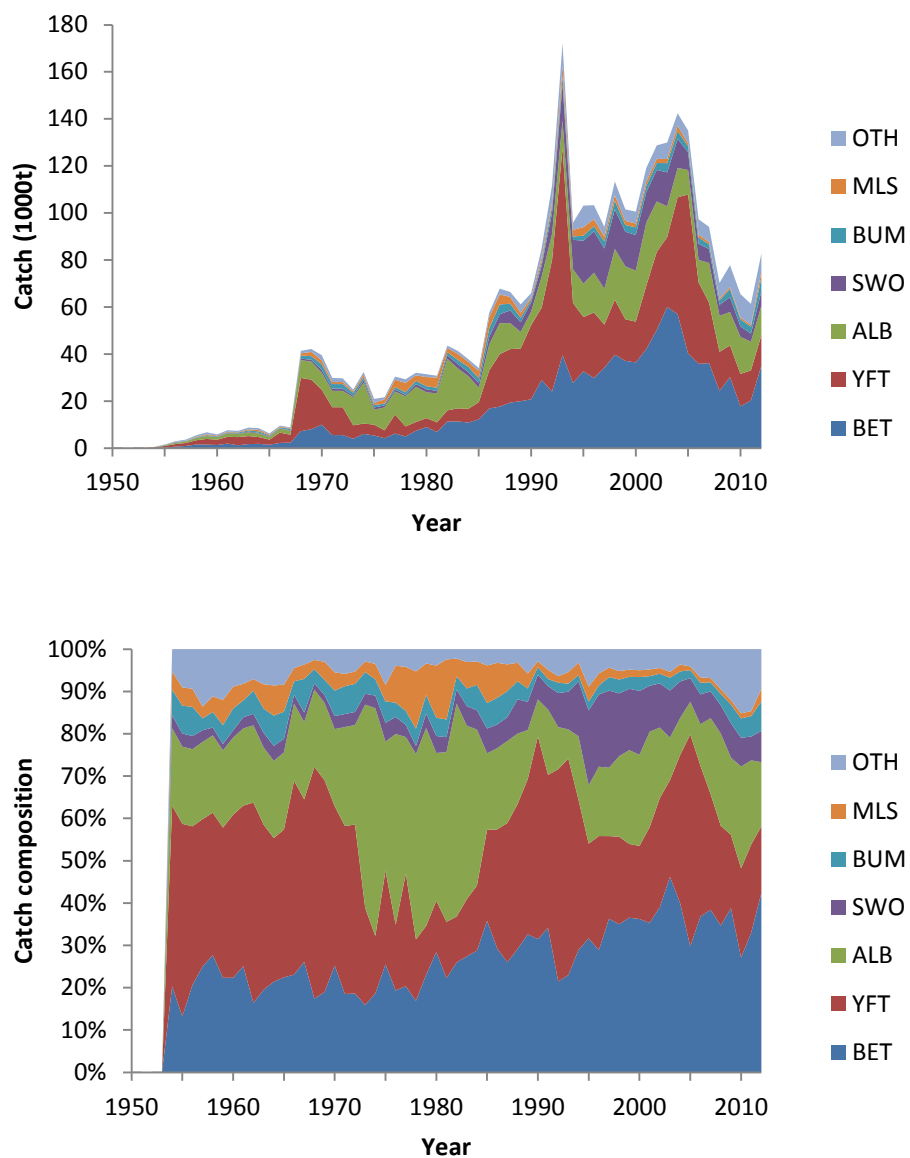 180
160
140
120
100
80
60
40
20
0
Catch (1000t)
1950 1960 1970 1980 1990 2000 2010
Year
OTH
MLS
BUM
SWO
ALB
YFT
BET
100%
90%
80%
70%
60%
50%
40%
30%
20%
10%
0%
Catch composition
1950 1960 1970 1980 1990 2000 2010
Year
OTH
MLS
BUM
SWO
ALB
YFT
BET